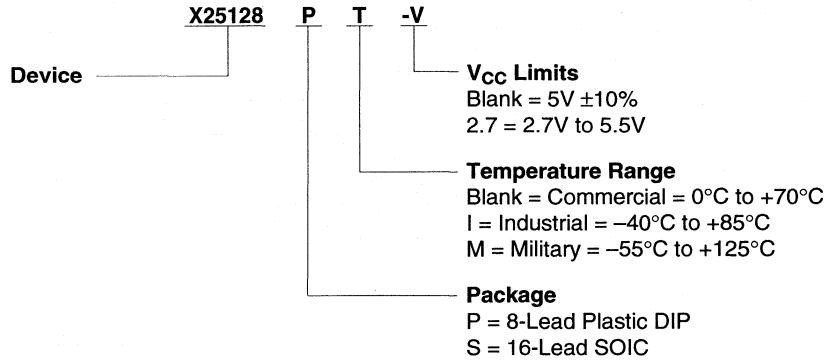 X25128 P T -V
Device
VCC Limits
Blank = 5V ±10%
2.7 = 2.7V to 5.5V
Temperature Range
Blank = Commercial = 0°C to +70°C
I = Industrial = –40°C to +85°C
M = Military = –55°C to +125°C
Package
P = 8-Lead Plastic DIP
S = 16-Lead SOIC